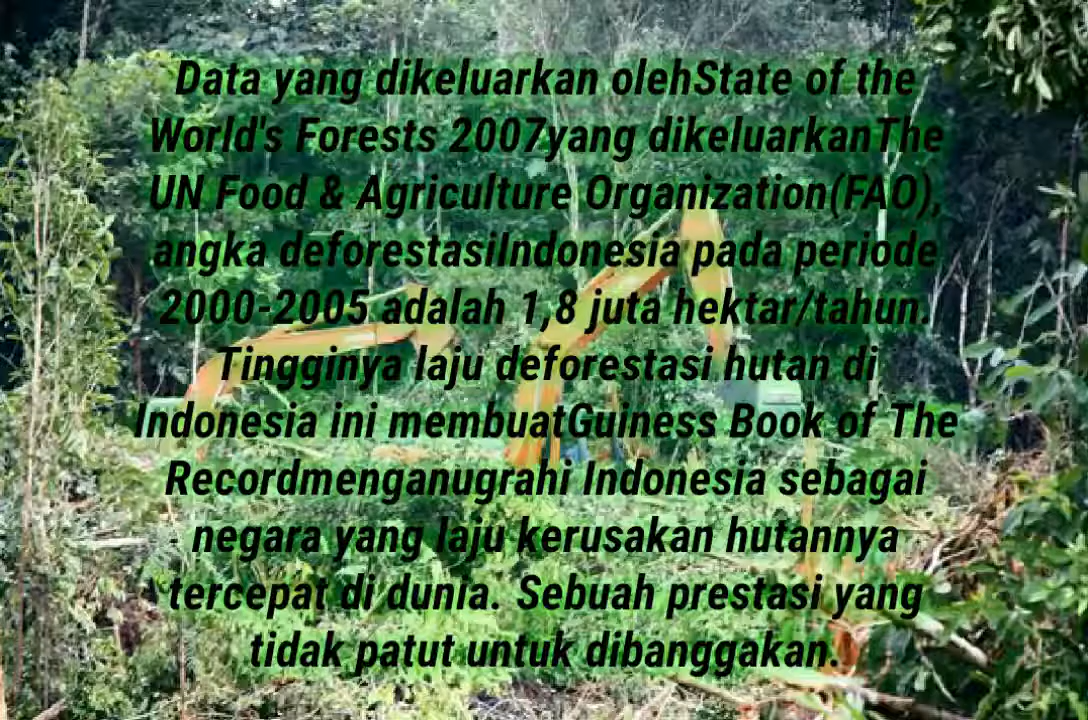 Data yang dikeluarkan olehState of the
World's Forests 2007yang dikeluarkanThe
UN Food & Agriculture Organization(FAO),
angka deforestasiIndonesia pada periode
2000-2005 adalah 1,8 juta hektar/tahun.
Tingginya laju deforestasi hutan di
Indonesia ini membuatGuiness Book of The
Recordmenganugrahi Indonesia sebagai
negara yang laju kerusakan hutannya
tercepat di dunia. Sebuah prestasi yang
tidak patut untuk dibanggakan.